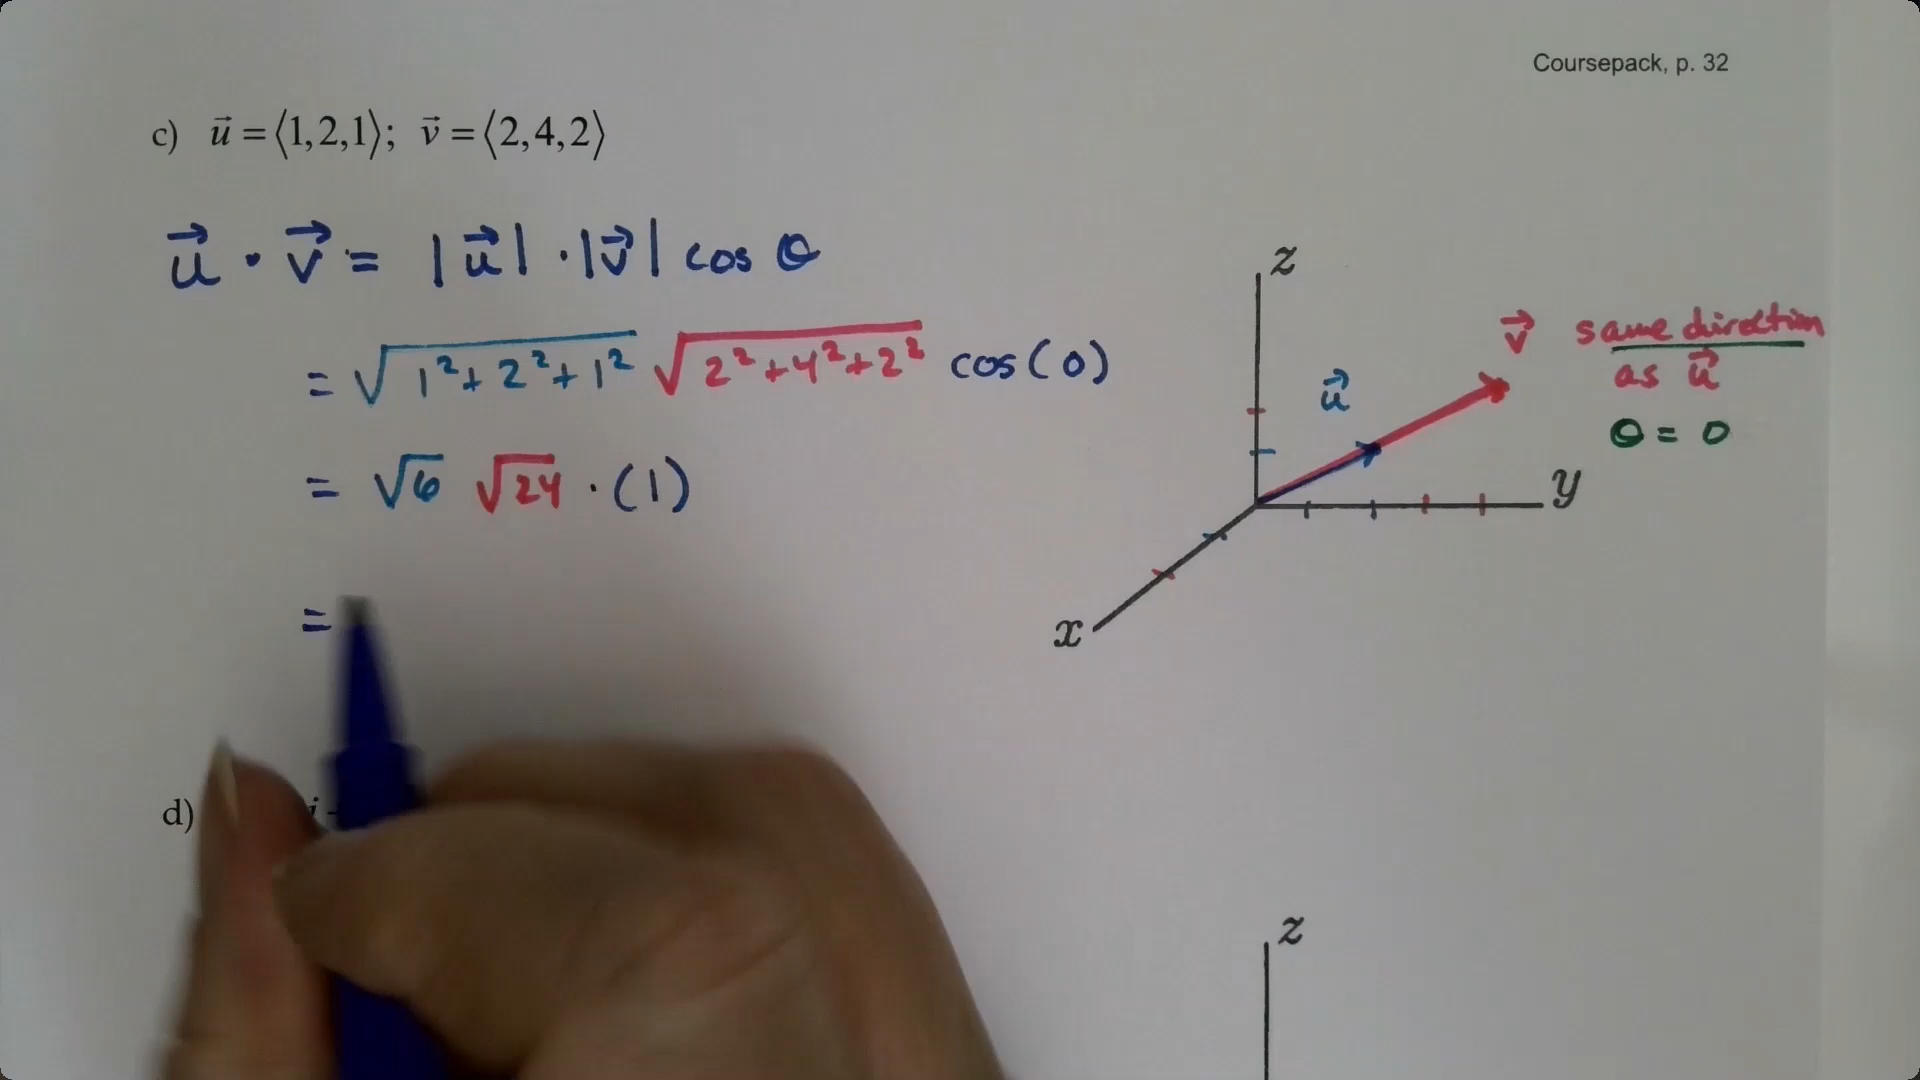 Coursepack, p. 32
c) u⃗ = ⟨1,2,1⟩; v⃗ = ⟨2,4,2⟩
u⃗ · v⃗ = |u⃗| · |v⃗| cos θ
= √(1² + 2² + 1²) √(2² + 4² + 2²) cos(0)
= √6 √24 · (1)
=
z
v⃗ same direction
as u⃗
u⃗
θ = 0
y
x
d)
z